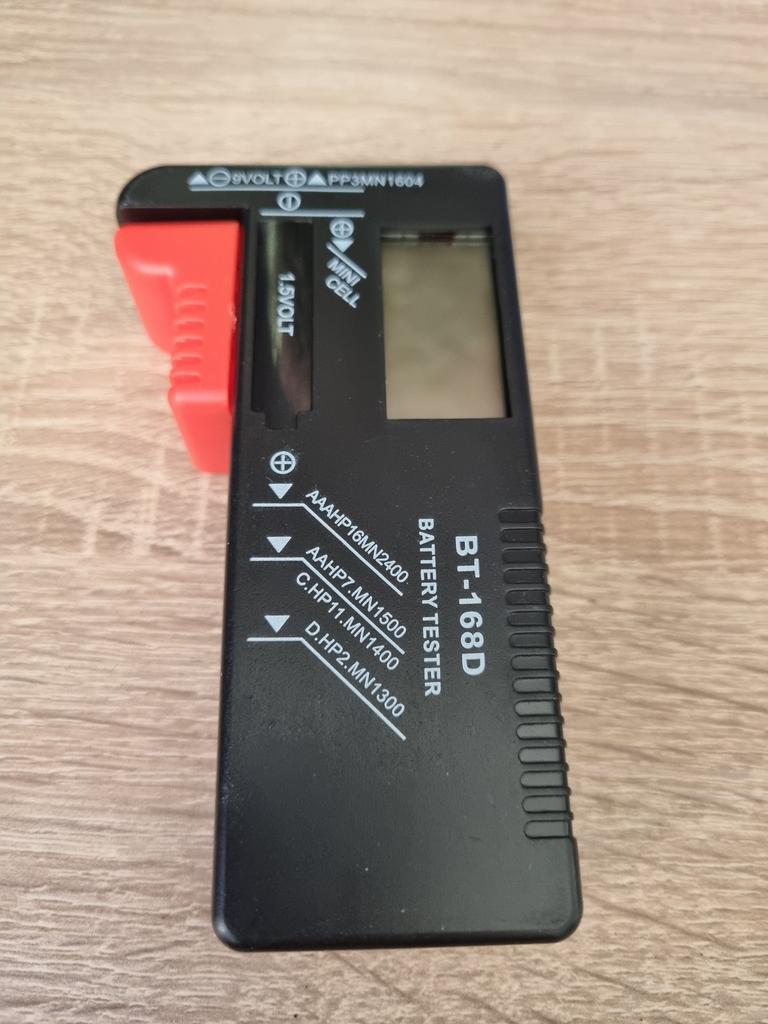 ⊖9VOLT⊕ PP3MN1604
⊖
⊕
MINI
CELL
1.5VOLT
⊕
AAAHP16MN2400
AAHP7.MN1500
C.HP11.MN1400
D.HP2.MN1300
BT-168D
BATTERY TESTER